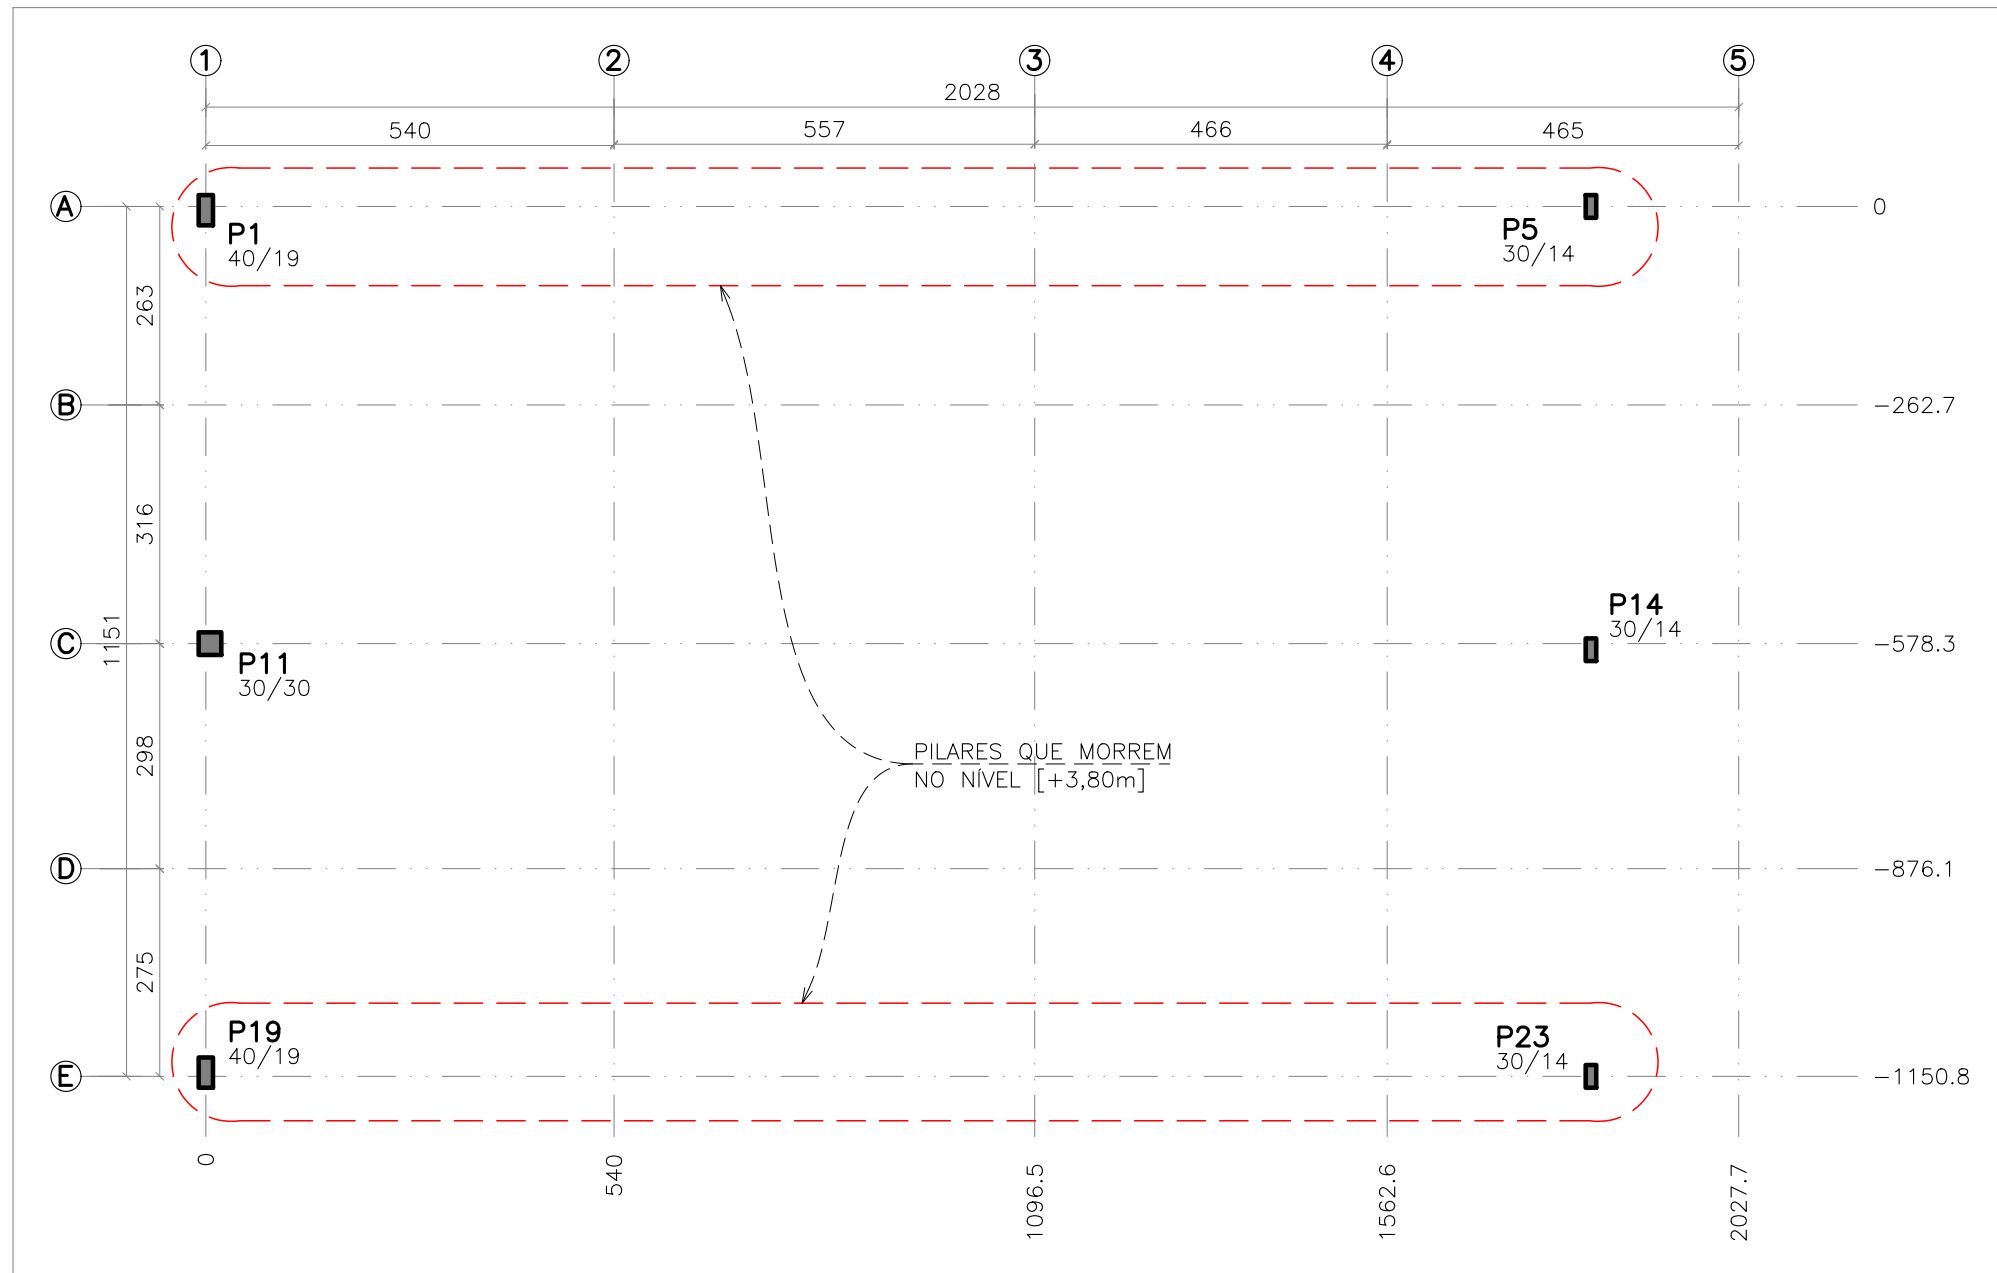 1 2 3 4 5
2028
540 557 466 465
A
0
P1
40/19
P5
30/14
263
B
-262.7
316
1151
C
-578.3
P11
30/30
P14
30/14
298
PILARES QUE MORREM
NO NÍVEL [+3,80m]
D
-876.1
275
P19
40/19
P23
30/14
E
-1150.8
0 540 1096.5 1562.6 2027.7